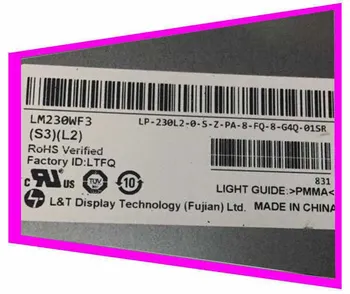 LM230WF3
(S3)(L2)
LP-230L2-0-S-Z-PA-8-FQ-8-G4Q-01SR
RoHS Verified
Factory ID:LTFQ
831
LIGHT GUIDE:>PMMA<
L&T Display Technology (Fujian) Ltd. MADE IN CHINA